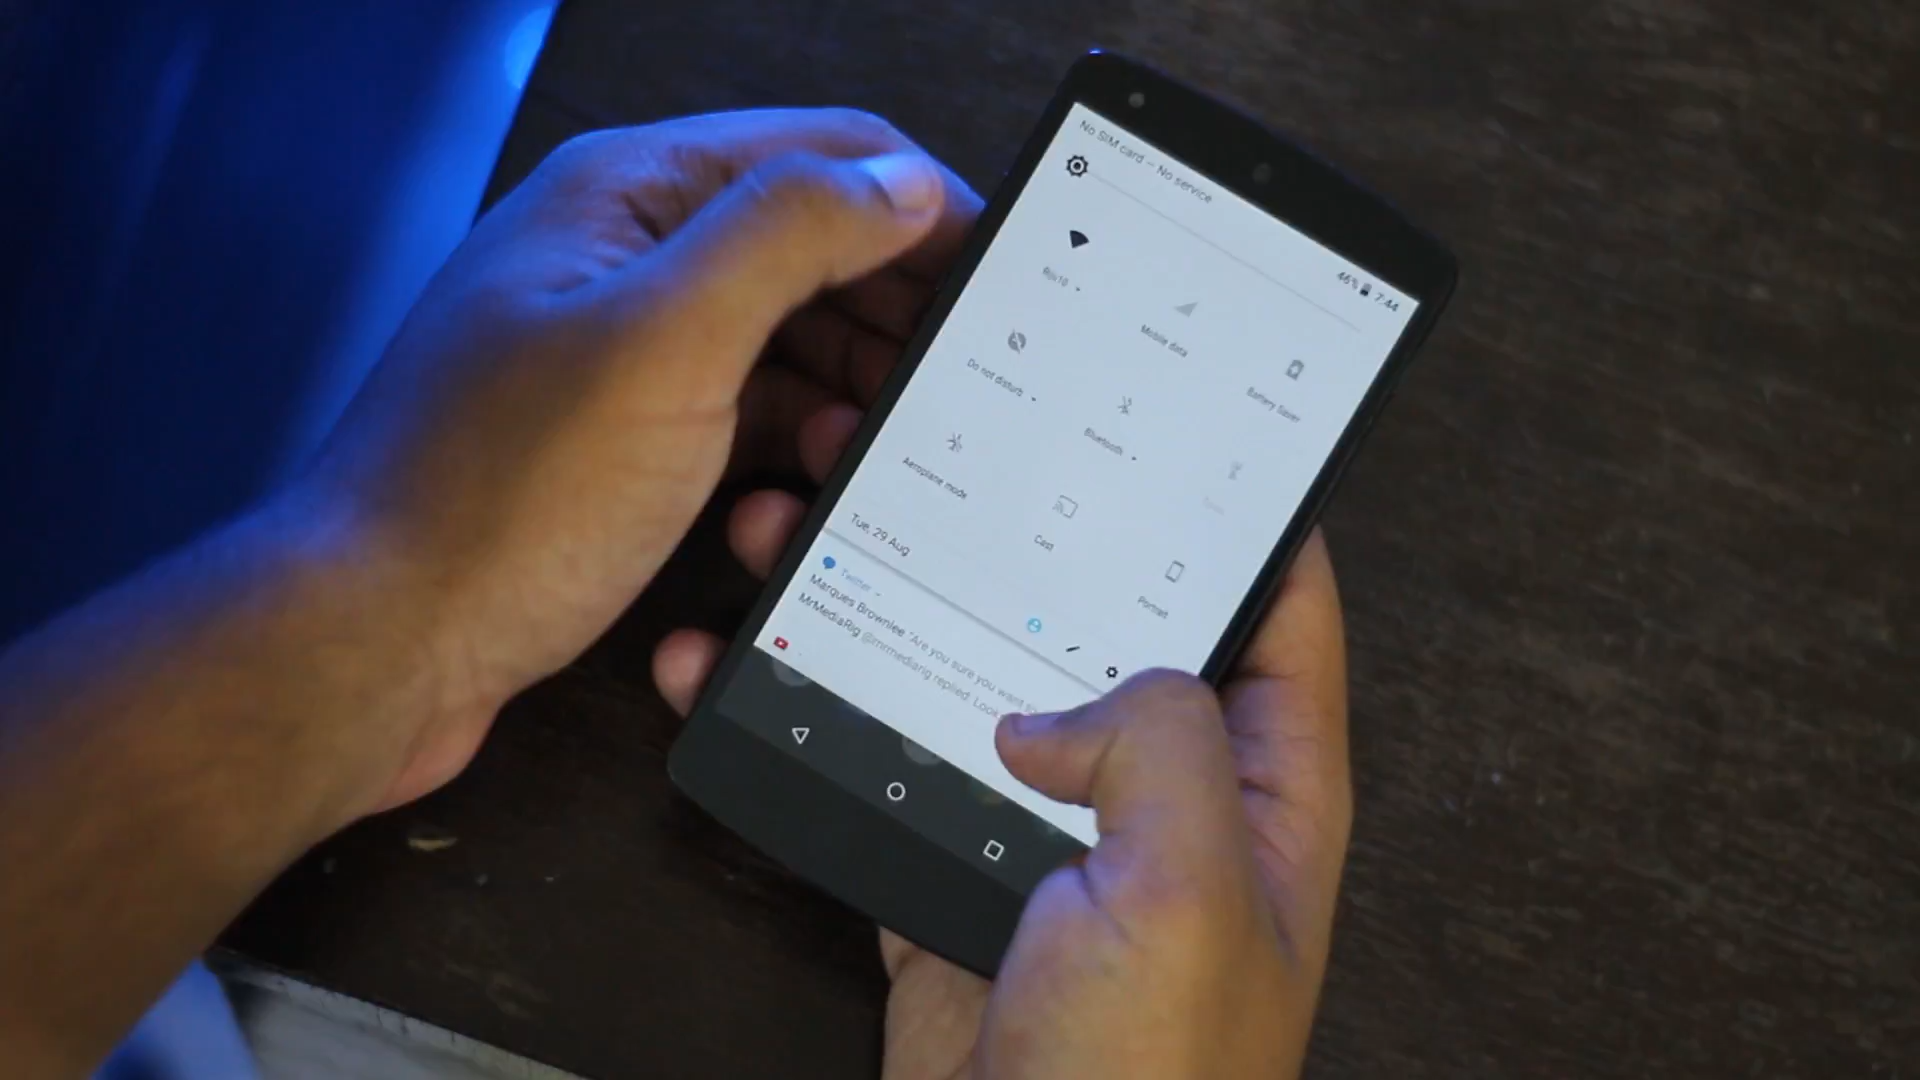 No SIM card – No service
46% 7:44
Mobile data
Battery Saver
Do not disturb
Bluetooth
Aeroplane mode
Cast
Portrait
Tue, 29 Aug
Twitter
Marques Brownlee "Are you sure you want
MrMediaRig @mrmediarig replied: Look